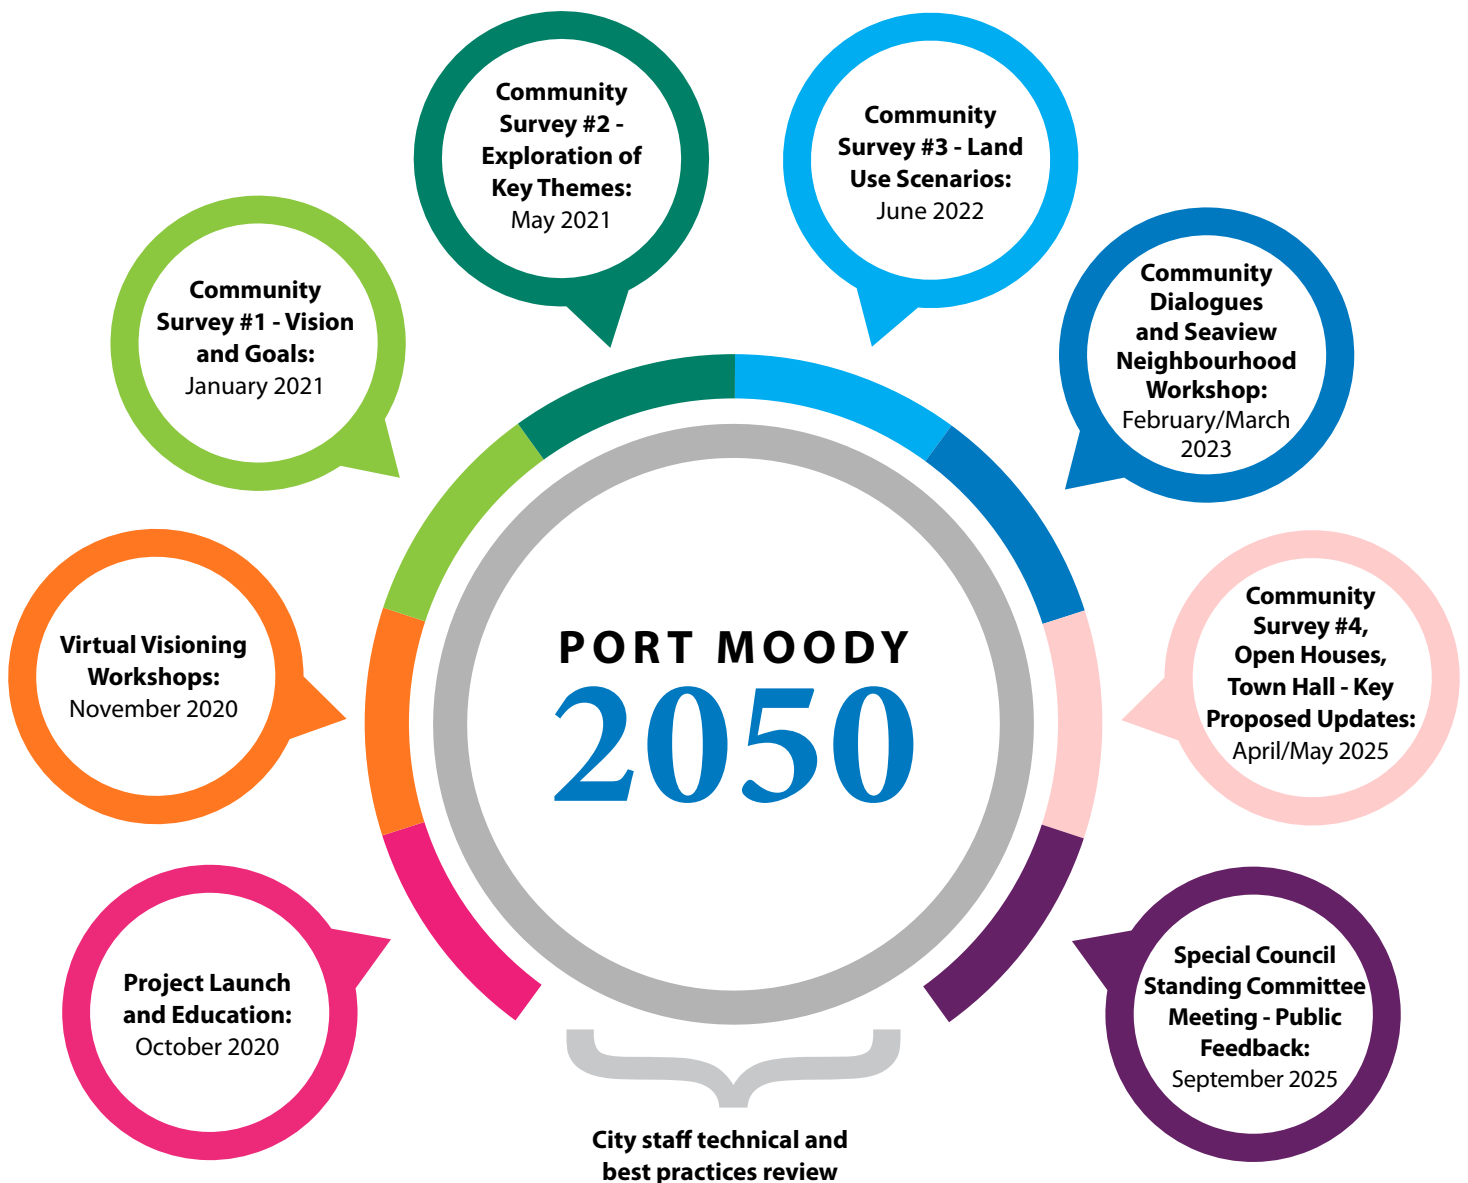 Community
Survey #2 -
Exploration of
Key Themes:
May 2021
Community
Survey #3 - Land
Use Scenarios:
June 2022
Community
Survey #1 - Vision
and Goals:
January 2021
Community
Dialogues
and Seaview
Neighbourhood
Workshop:
February/March
2023
Virtual Visioning
Workshops:
November 2020
PORT MOODY
2050
Community
Survey #4,
Open Houses,
Town Hall - Key
Proposed Updates:
April/May 2025
Project Launch
and Education:
October 2020
Special Council
Standing Committee
Meeting - Public
Feedback:
September 2025
City staff technical and
best practices review